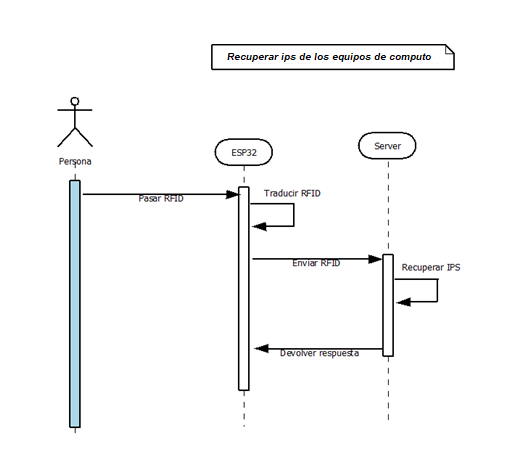 Recuperar ips de los equipos de computo
Persona
ESP32
Server
Pasar RFID
Traducir RFID
Enviar RFID
Recuperar IPS
Devolver respuesta